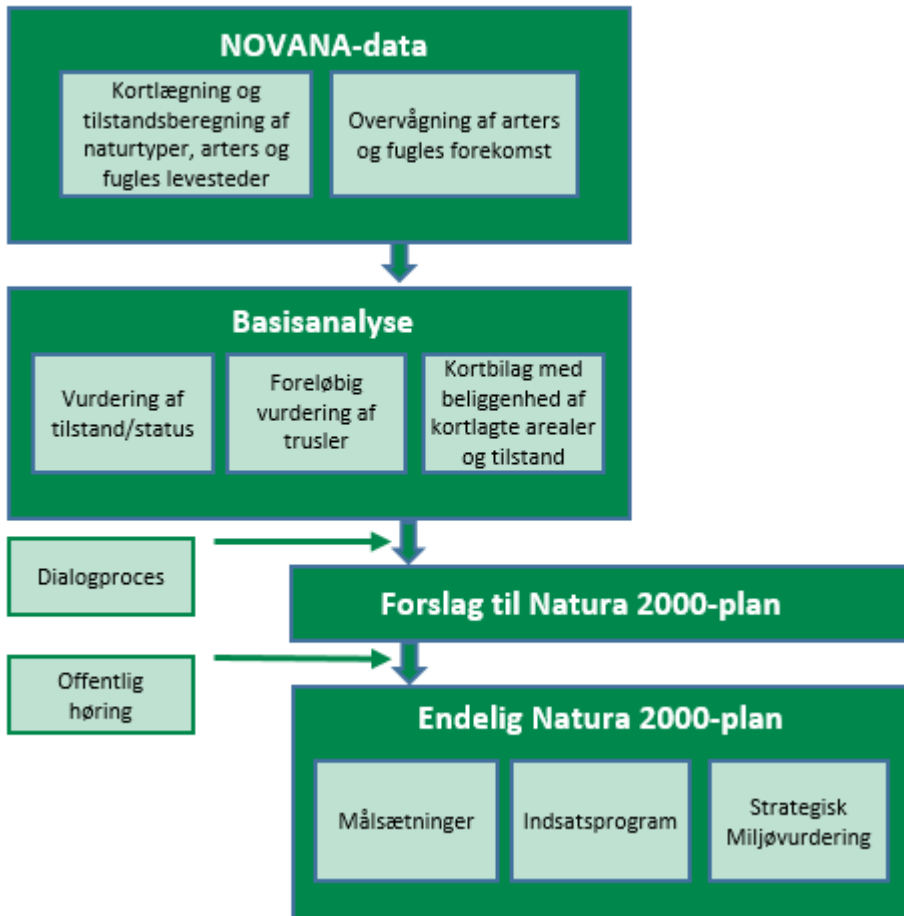 NOVANA-data
Kortlægning og
tilstandsberegning af
naturtyper, arters og
fugles levesteder
Overvågning af arters
og fugles forekomst
Basisanalyse
Vurdering af
tilstand/status
Foreløbig
vurdering af
trusler
Kortbilag med
beliggenhed af
kortlagte arealer
og tilstand
Dialogproces
Forslag til Natura 2000-plan
Offentlig
høring
Endelig Natura 2000-plan
Målsætninger
Indsatsprogram
Strategisk
Miljøvurdering